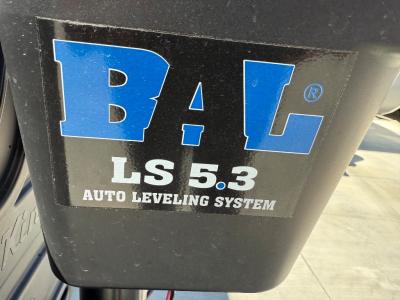 BAL®
LS 5.3
AUTO LEVELING SYSTEM